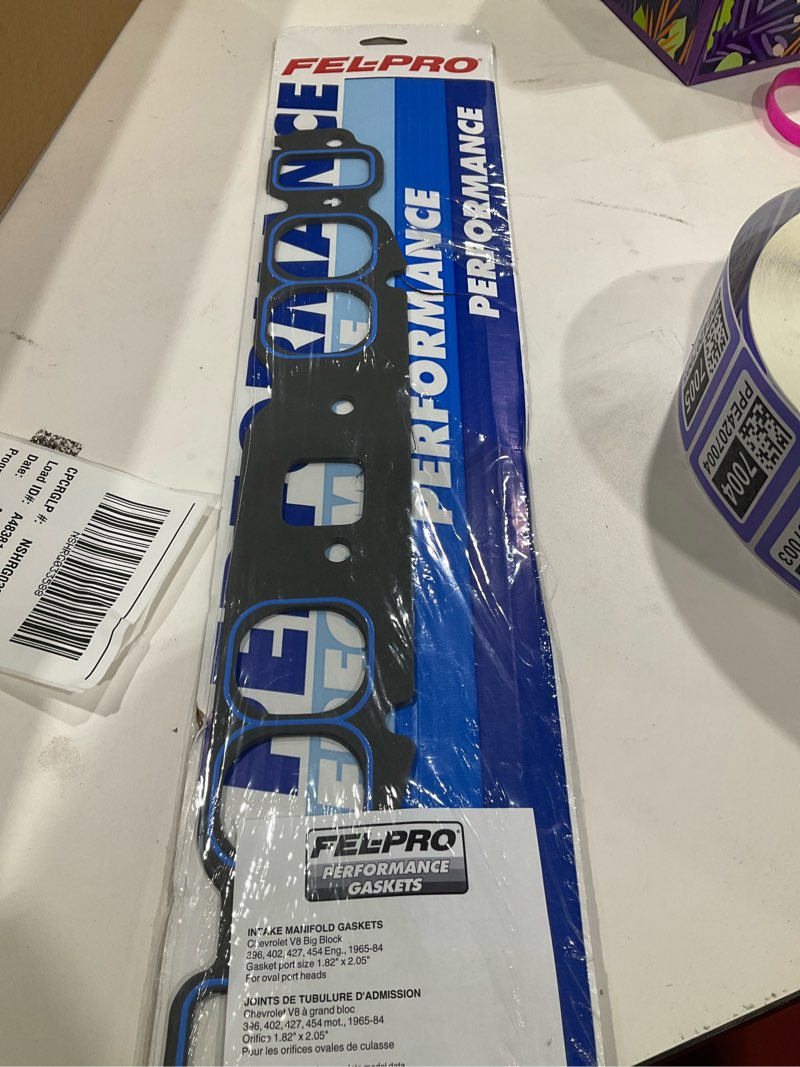 FEL-PRO
PERFORMANCE
PERFORMANCE
PERFORMANCE
FEL-PRO
PERFORMANCE
GASKETS
INTAKE MANIFOLD GASKETS
Chevrolet V8 Big Block
396, 402, 427, 454 Eng., 1965-84
Gasket port size 1.82" x 2.05"
For oval port heads
JOINTS DE TUBULURE D'ADMISSION
Chevrolet V8 à grand bloc
396, 402, 427, 454 mot., 1965-84
Orifice 1.82" x 2.05"
Pour les orifices ovales de culasse
model data
CPCRGLP #:
Load ID#:
Date:
7005
PPE4207004
7004
7003